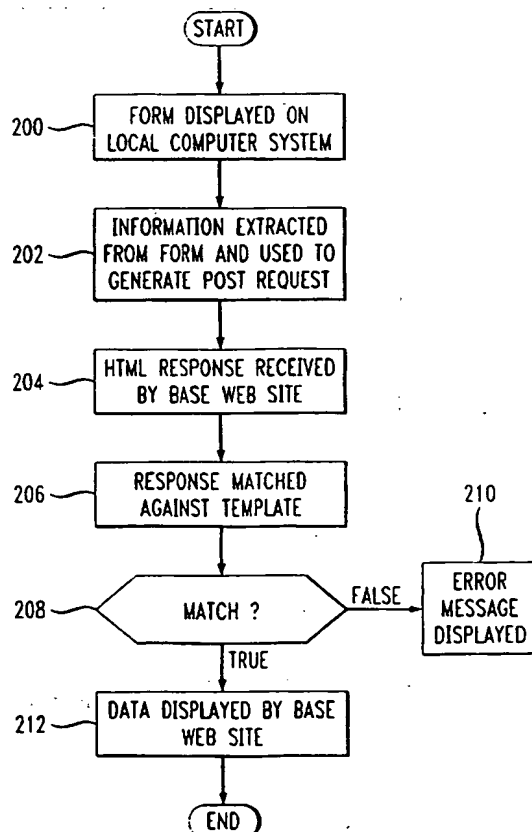 START
200
FORM DISPLAYED ON
LOCAL COMPUTER SYSTEM
202
INFORMATION EXTRACTED
FROM FORM AND USED TO
GENERATE POST REQUEST
204
HTML RESPONSE RECEIVED
BY BASE WEB SITE
206
RESPONSE MATCHED
AGAINST TEMPLATE
208
MATCH ?
FALSE
210
ERROR
MESSAGE
DISPLAYED
TRUE
212
DATA DISPLAYED BY BASE
WEB SITE
END